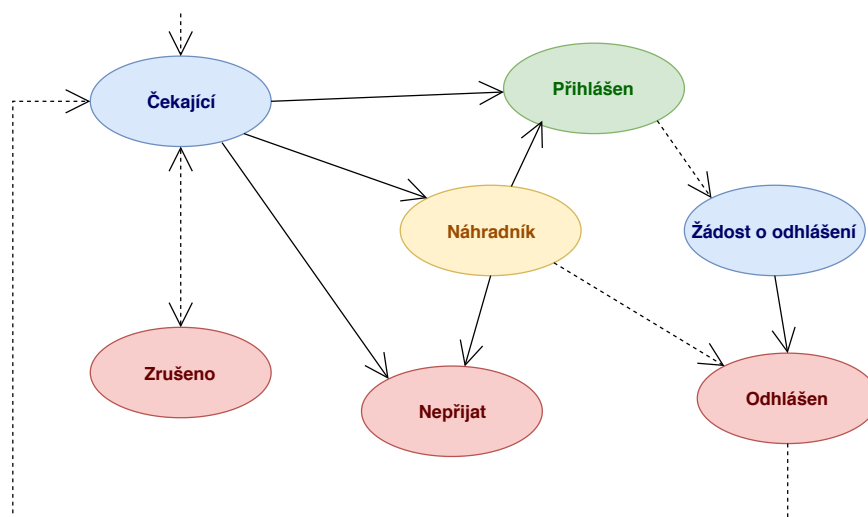 Přihlášen
Čekající
Náhradník
Žádost o odhlášení
Zrušeno
Nepřijat
Odhlášen